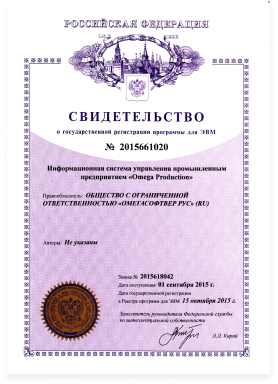 РОССИЙСКАЯ ФЕДЕРАЦИЯ
СВИДЕТЕЛЬСТВО
о государственной регистрации программы для ЭВМ
№ 2015661020
Информационная система управления промышленным
предприятием «Omega Production»
Правообладатель: ОБЩЕСТВО С ОГРАНИЧЕННОЙ
ОТВЕТСТВЕННОСТЬЮ «ОМЕГАСОФТВЕР РУС» (RU)
Авторы: Не указаны
Заявка № 2015618042
Дата поступления 01 сентября 2015 г.
Дата государственной регистрации
в Реестре программ для ЭВМ 15 октября 2015 г.
Заместитель руководителя Федеральной службы
по интеллектуальной собственности
Л.Л. Кирий